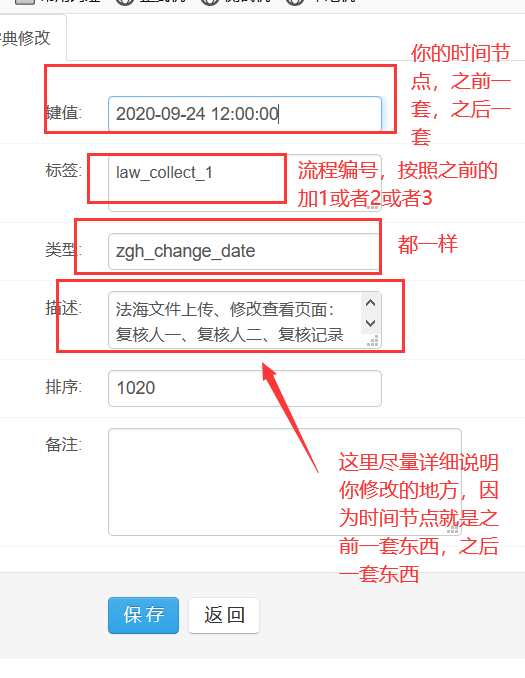 典修改
键值:
2020-09-24 12:00:00
你的时间节
点，之前一
套，之后一
套
标签:
law_collect_1
流程编号，按照之前的
加1或者2或者3
类型:
zgh_change_date
都一样
描述:
法海文件上传、修改查看页面：
复核人一、复核人二、复核记录
排序:
1020
备注:
这里尽量详细说明
你修改的地方，因
为时间节点就是之
前一套东西，之后
一套东西
保存
返回